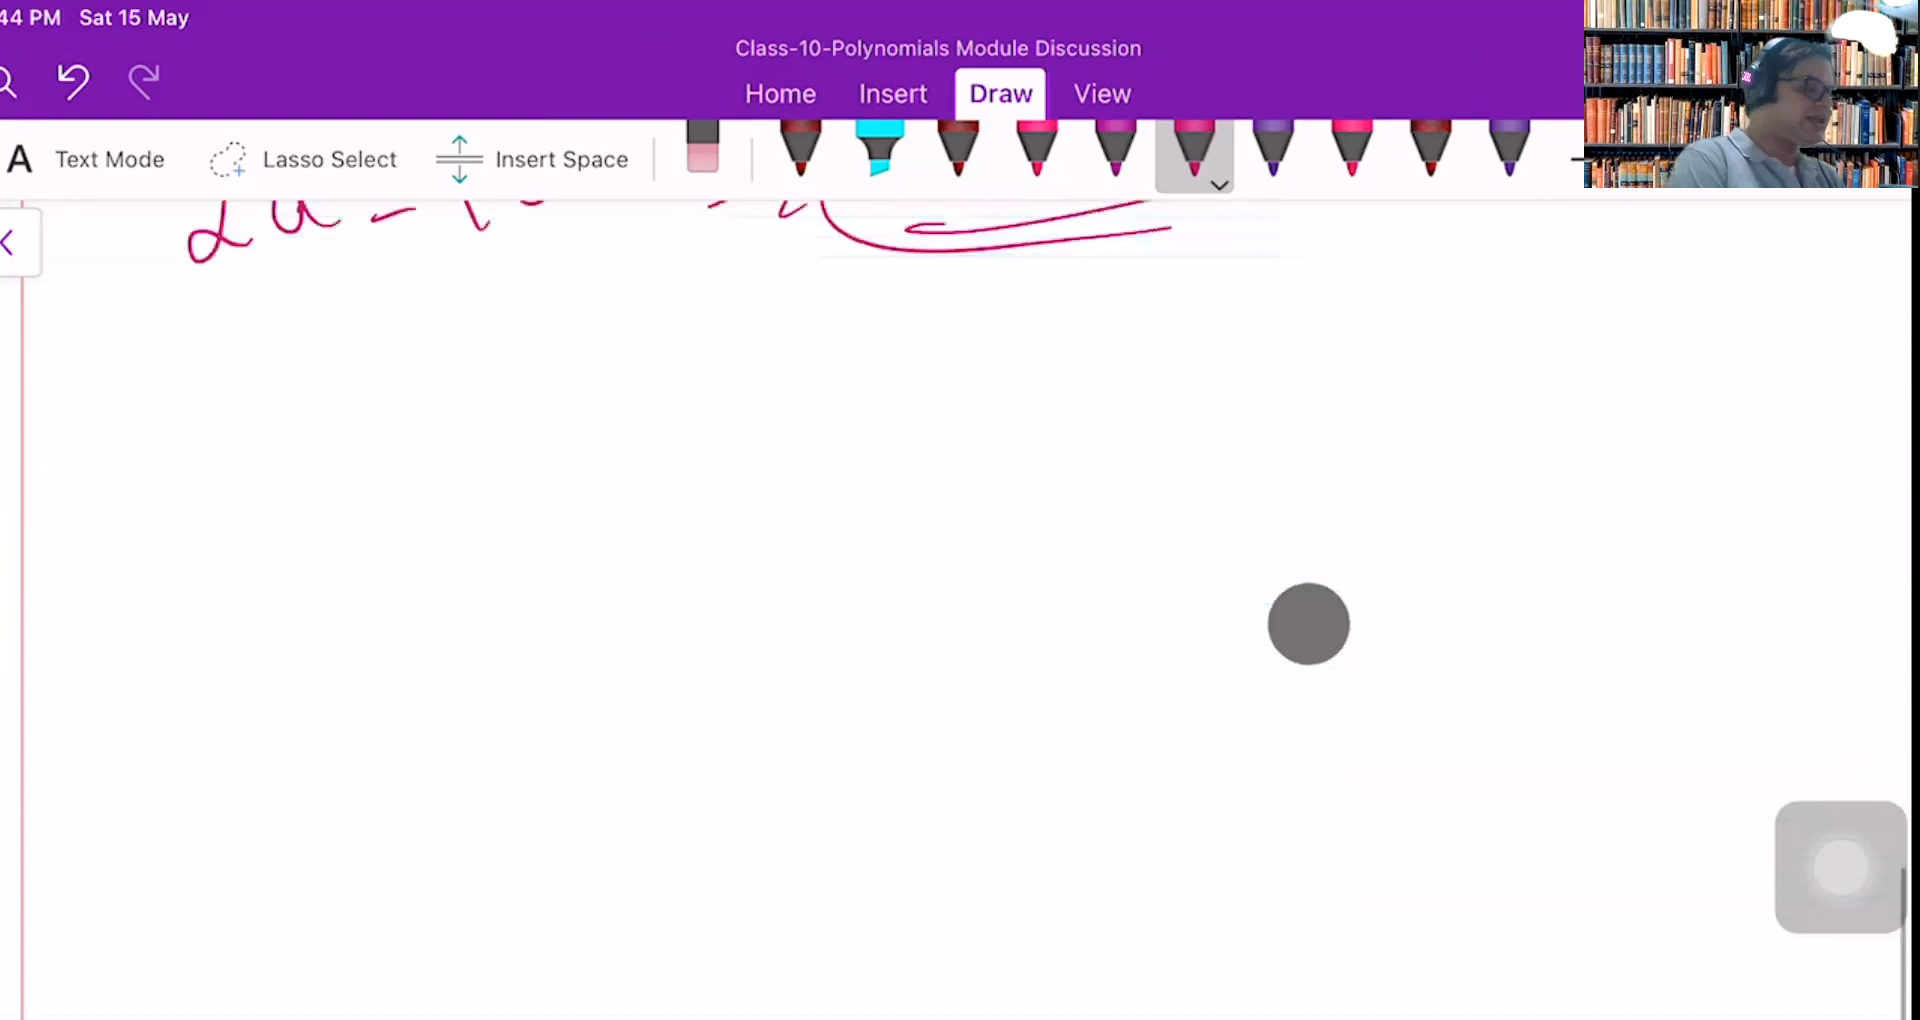 44 PM Sat 15 May
Class-10-Polynomials Module Discussion
Home Insert Draw View
A Text Mode Lasso Select Insert Space